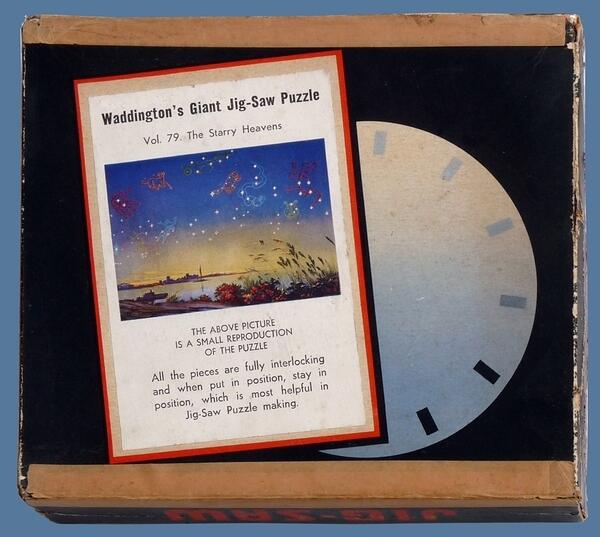 Waddington's Giant Jig-Saw Puzzle
Vol. 79. The Starry Heavens
THE ABOVE PICTURE
IS A SMALL REPRODUCTION
OF THE PUZZLE
All the pieces are fully interlocking
and when put in position, stay in
position, which is most helpful in
Jig-Saw Puzzle making.
JIG-SAW